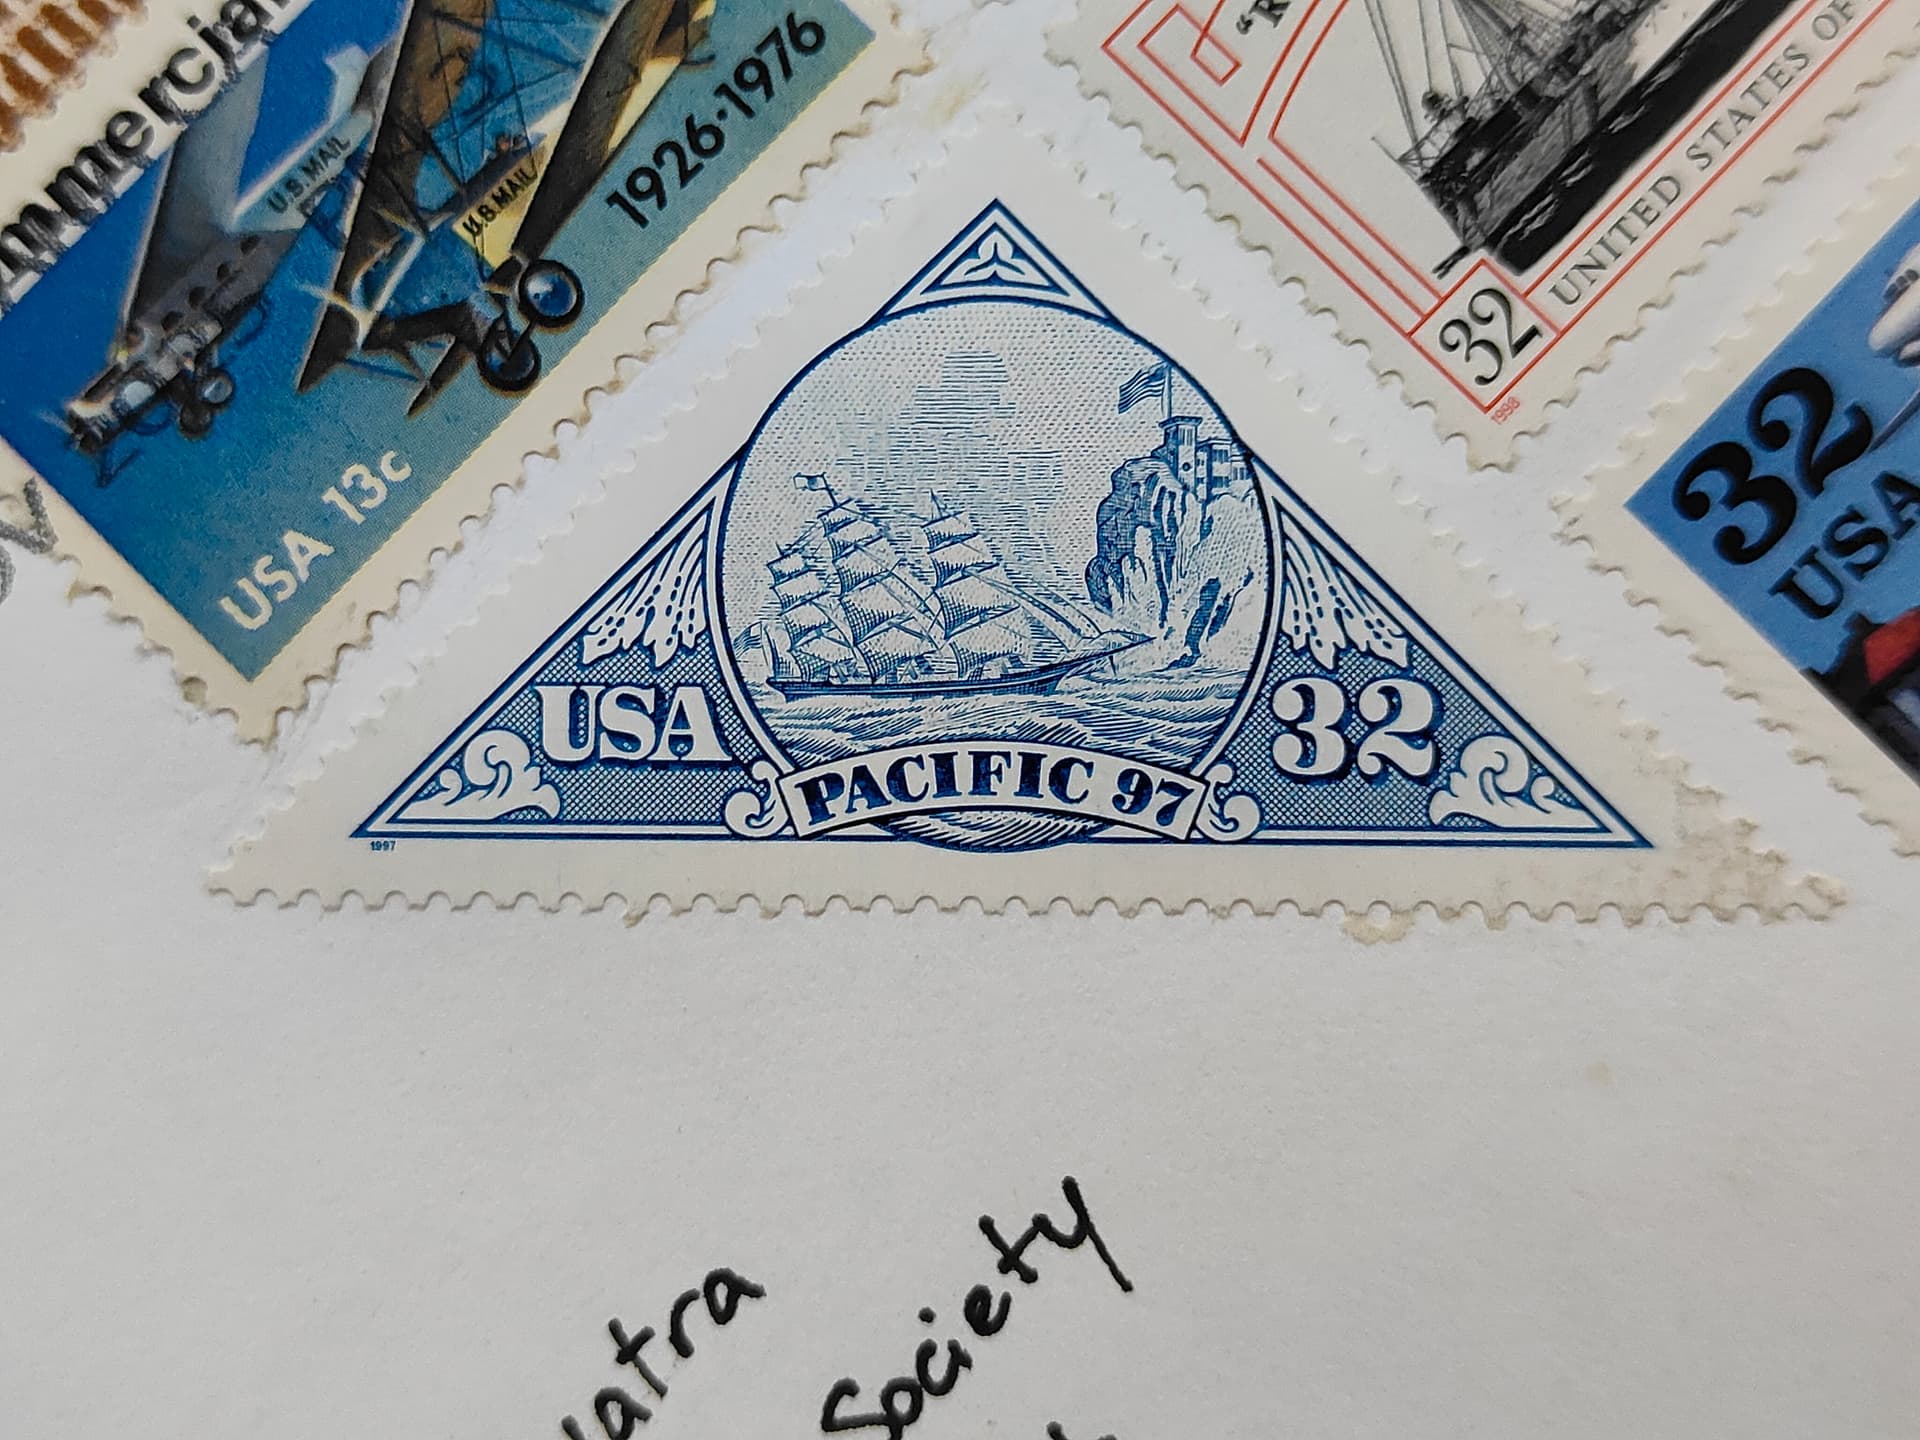 U.S. MAIL
U.S. MAIL
1926·1976
USA 13c
UNITED STATES OF
32
1998
32
USA
USA
32
PACIFIC 97
1997
Society